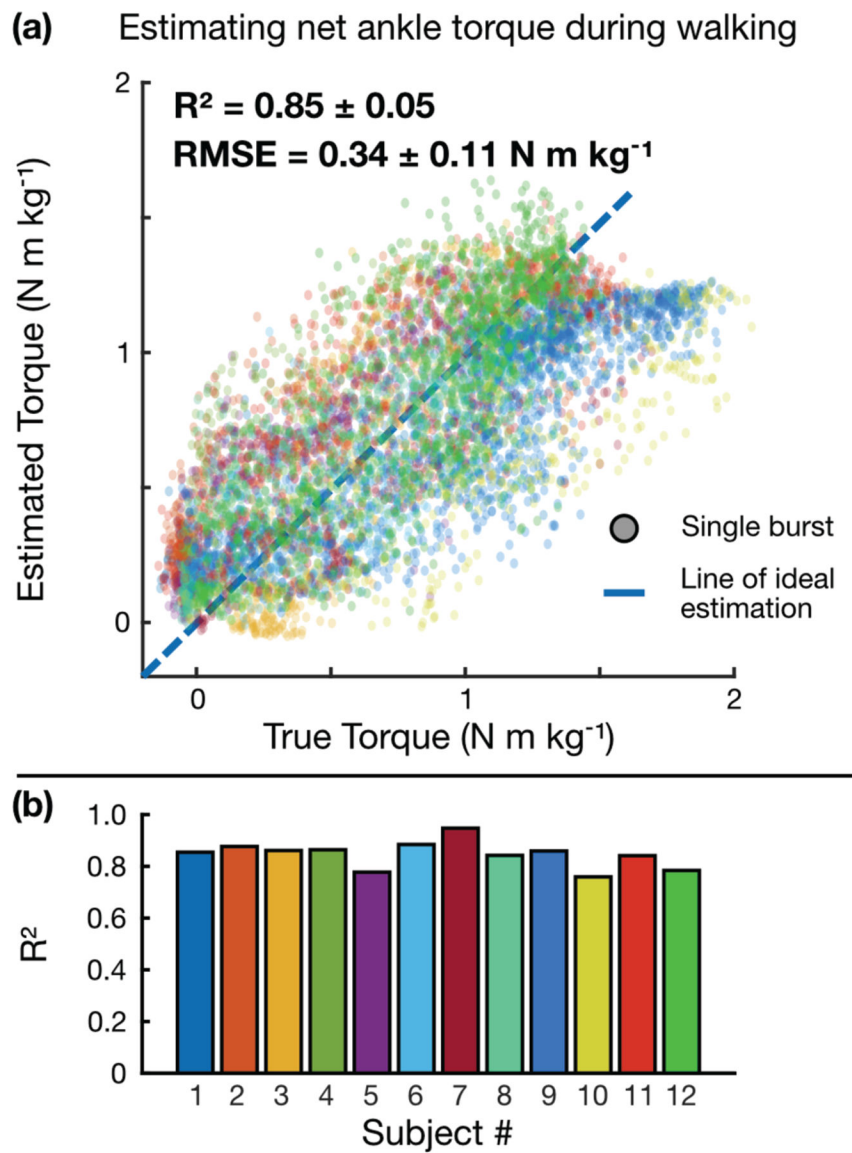 (a) Estimating net ankle torque during walking
R² = 0.85 ± 0.05
RMSE = 0.34 ± 0.11 N m kg⁻¹
Estimated Torque (N m kg⁻¹)
2
1
0
Single burst
Line of ideal
estimation
0 1 2
True Torque (N m kg⁻¹)
(b)
R²
1.0
0.8
0.6
0.4
0.2
0
1 2 3 4 5 6 7 8 9 10 11 12
Subject #